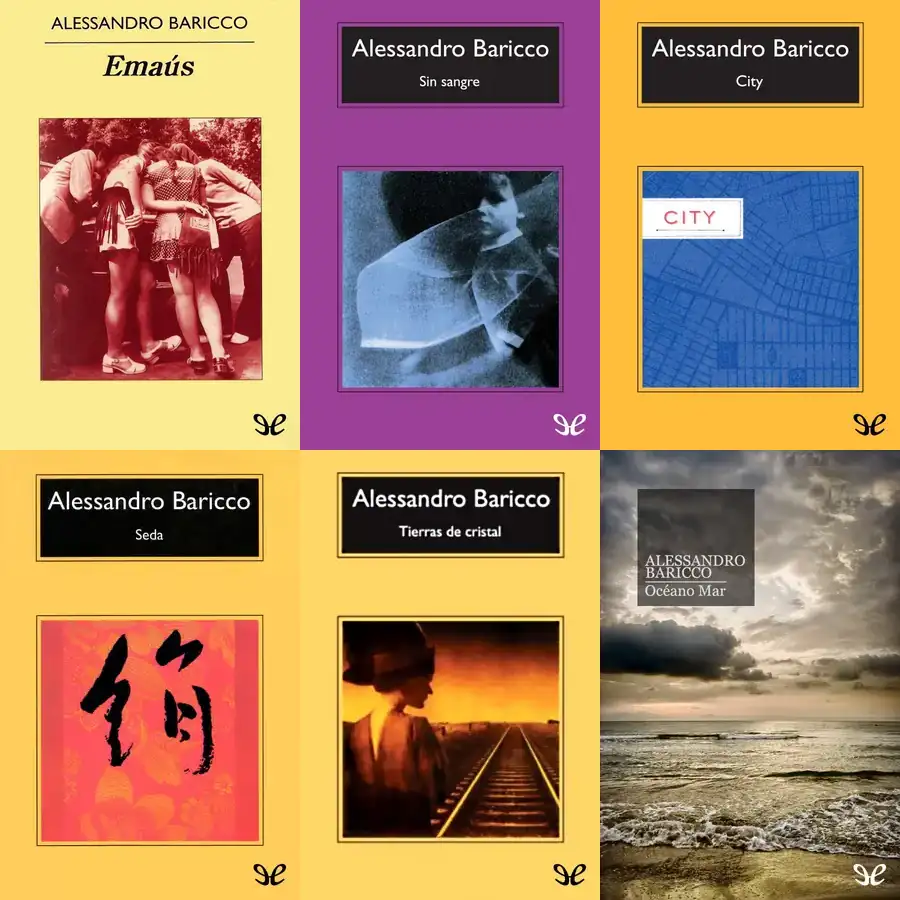 ALESSANDRO BARICCO
Emaús
Alessandro Baricco
Sin sangre
Alessandro Baricco
City
CITY
Alessandro Baricco
Seda
絹
Alessandro Baricco
Tierras de cristal
ALESSANDRO
BARICCO
Océano Mar